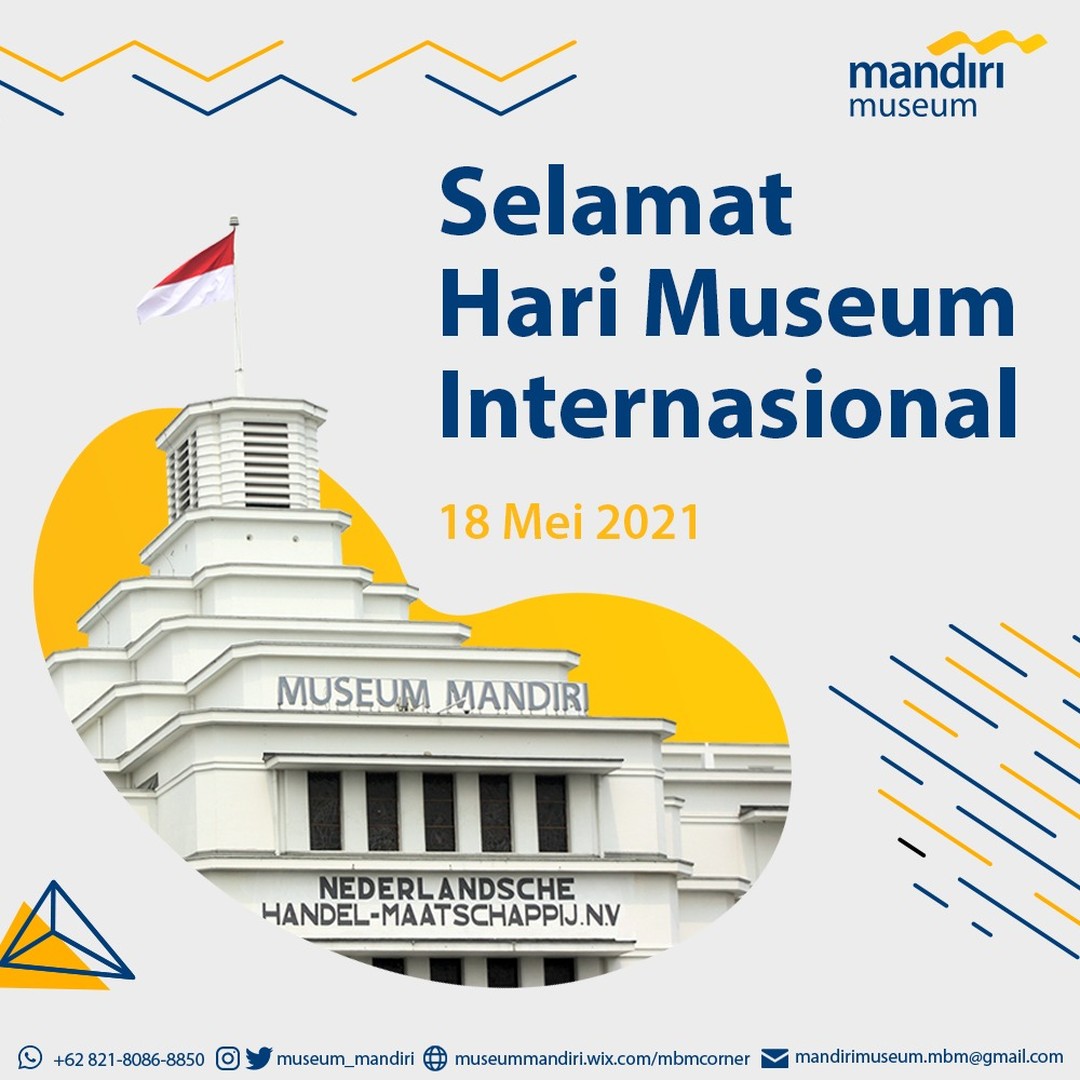 mandiri
museum
Selamat
Hari Museum
Internasional
18 Mei 2021
MUSEUM MANDIRI
NEDERLANDSCHE
HANDEL-MAATSCHAPPIJ.N.V
+62 821-8086-8850 museum_mandiri museummandiri.wix.com/mbmcorner mandirimuseum.mbm@gmail.com